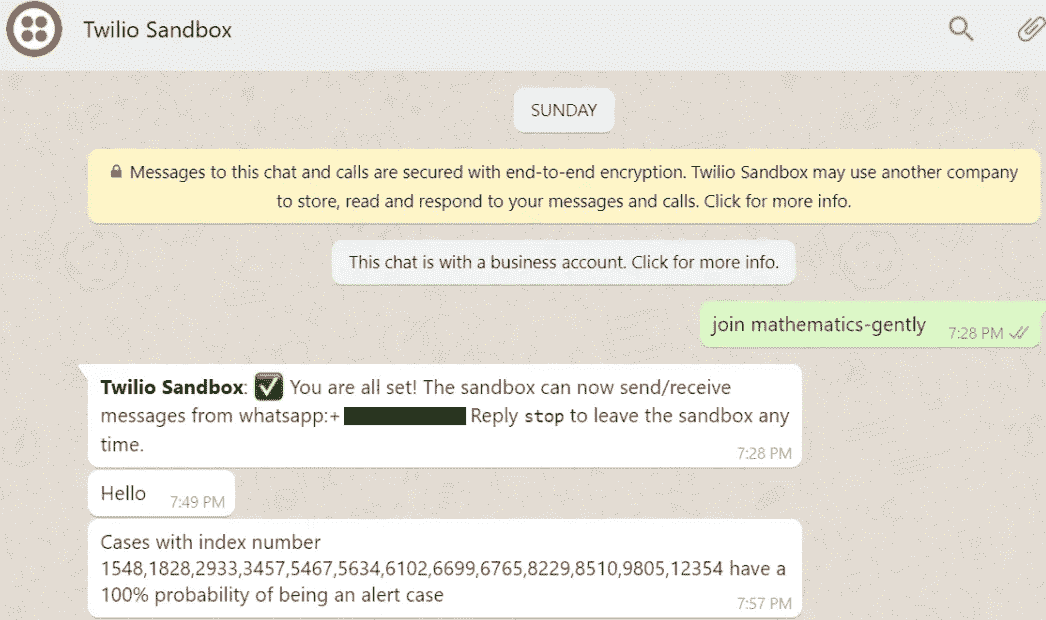 Twilio Sandbox
SUNDAY
Messages to this chat and calls are secured with end-to-end encryption. Twilio Sandbox may use another company
to store, read and respond to your messages and calls. Click for more info.
This chat is with a business account. Click for more info.
join mathematics-gently 7:28 PM
Twilio Sandbox: ✅ You are all set! The sandbox can now send/receive
messages from whatsapp:+ Reply stop to leave the sandbox any
time.
7:28 PM
Hello 7:49 PM
Cases with index number
1548,1828,2933,3457,5467,5634,6102,6699,6765,8229,8510,9805,12354 have a
100% probability of being an alert case
7:57 PM